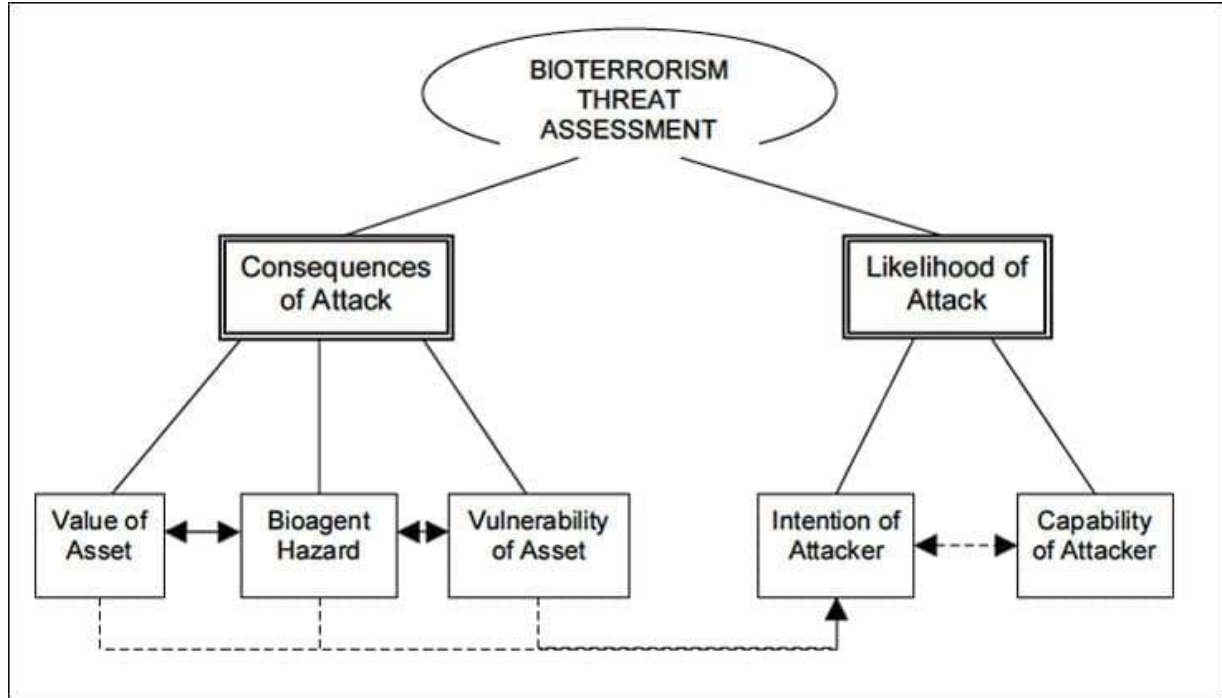 BIOTERRORISM
THREAT
ASSESSMENT
Consequences
of Attack
Likelihood of
Attack
Value of
Asset
Bioagent
Hazard
Vulnerability
of Asset
Intention of
Attacker
Capability
of Attacker